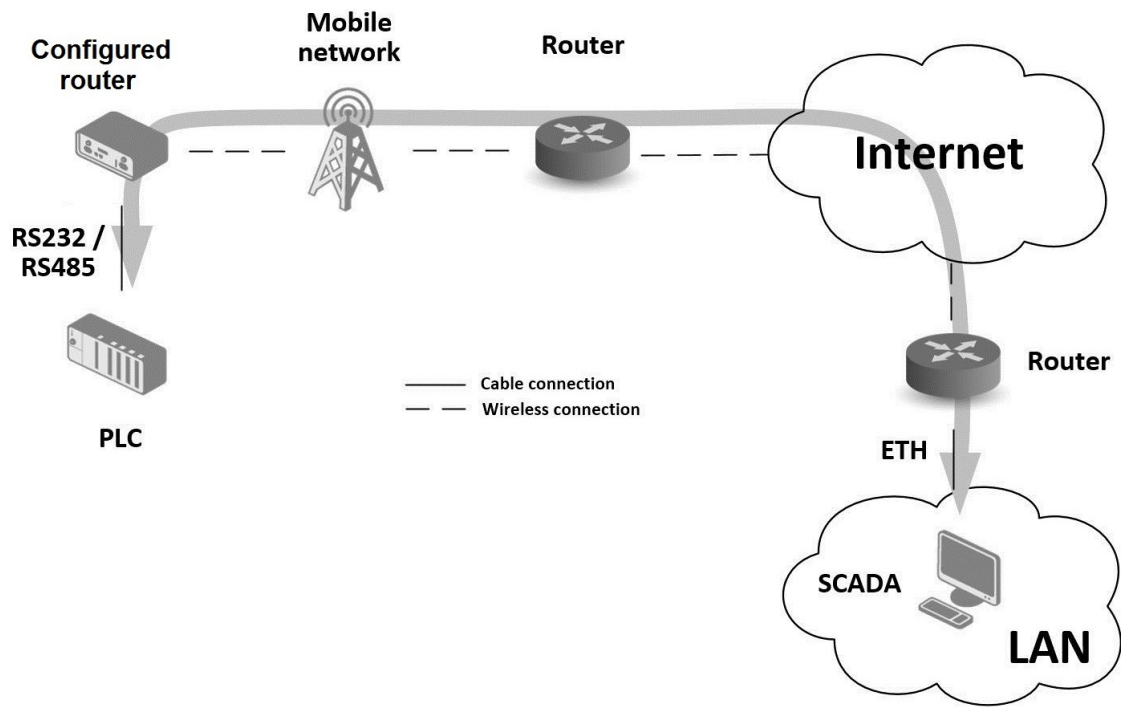 Configured
router
Mobile
network
Router
Internet
RS232 /
RS485
PLC
Cable connection
Wireless connection
Router
ETH
SCADA
LAN